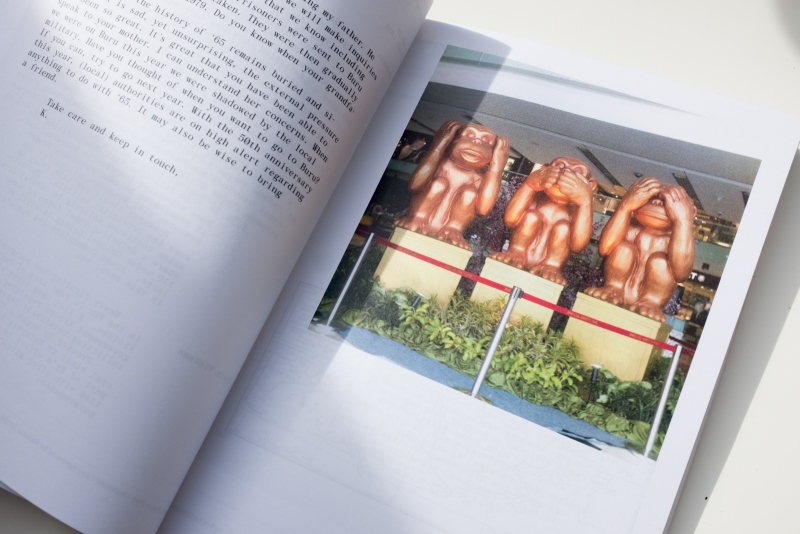 my father. He
will make inquiries
that we know including
risoners were sent to Buru
aken. They were then gradually
979. Do you know when your grandfa-
the history of '65 remains buried and si-
is sad, yet unsurprising, the external pressure
een so great. It's great that you have been able to
speak to your mother. I can understand her concerns. When
we were on Buru this year we were shadowed by the local
military. Have you thought of when you want to go to Buru?
If you can, try to go next year. With the 50th anniversary
this year, (local) authorities are on high alert regarding
anything to do with '65. It may also be wise to bring
a friend.
Take care and keep in touch,
K.